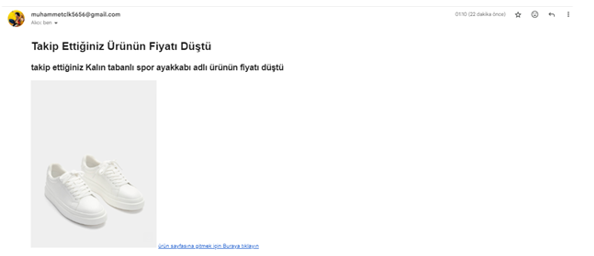 muhammetclk5656@gmail.com
01:10 (22 dakika önce)
Alıcı: ben
Takip Ettiğiniz Ürünün Fiyatı Düştü
takip ettiğiniz Kalın tabanlı spor ayakkabı adlı ürünün fiyatı düştü
ürün sayfasına gitmek için Buraya tıklayın